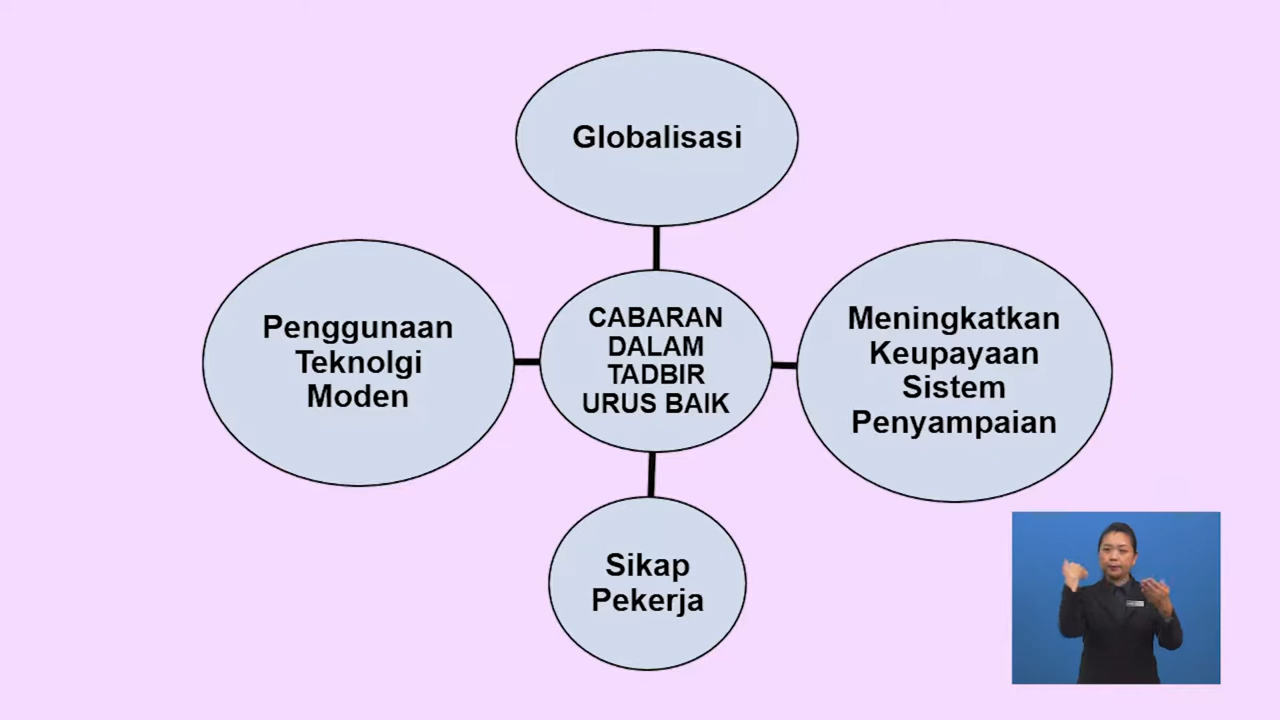 Globalisasi
Penggunaan
Teknolgi
Moden
CABARAN
DALAM
TADBIR
URUS BAIK
Meningkatkan
Keupayaan
Sistem
Penyampaian
Sikap
Pekerja